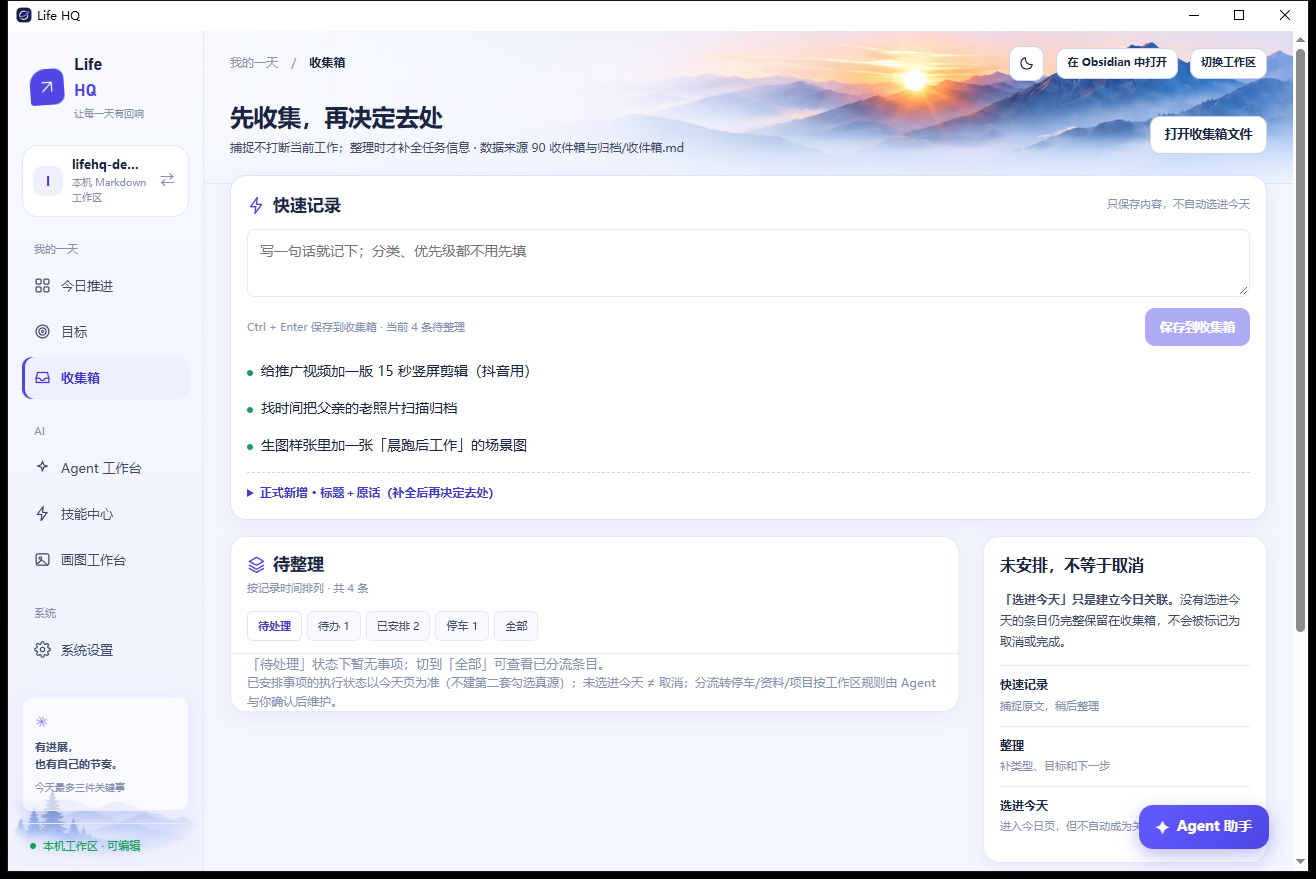 Life HQ
Life
HQ
让每一天有回响
lifehq-de...
I
本机 Markdown
工作区
我的一天
今日推进
目标
收集箱
AI
Agent 工作台
技能中心
画图工作台
系统
系统设置
有进展，
也有自己的节奏。
今天最多三件关键事
本机工作区 · 可编辑
我的一天 / 收集箱
在 Obsidian 中打开
切换工作区
先收集，再决定去处
捕捉不打断当前工作；整理时才补全任务信息 · 数据来源 90 收件箱与归档/收件箱.md
打开收集箱文件
快速记录
只保存内容，不自动选进今天
写一句话就记下；分类、优先级都不用先填
Ctrl + Enter 保存到收集箱 · 当前 4 条待整理
保存到收集箱
给推广视频加一版 15 秒竖屏剪辑（抖音用）
找时间把父亲的老照片扫描归档
生图样张里加一张「晨跑后工作」的场景图
正式新增 · 标题 + 原话（补全后再决定去处）
待整理
按记录时间排列 · 共 4 条
待处理 待办 1 已安排 2 停车 1 全部
「待处理」状态下暂无事项；切到「全部」可查看已分流条目。
已安排事项的执行状态以今天页为准（不建第二套勾选真源）；未选进今天 ≠ 取消；分流转停车/资料/项目按工作区规则由 Agent
与你确认后维护。
未安排，不等于取消
「选进今天」只是建立今日关联。没有选进今
天的条目仍完整保留在收集箱，不会被标记为
取消或完成。
快速记录
捕捉原文，稍后整理
整理
补类型、目标和下一步
选进今天
进入今日页，但不自动成为
Agent 助手